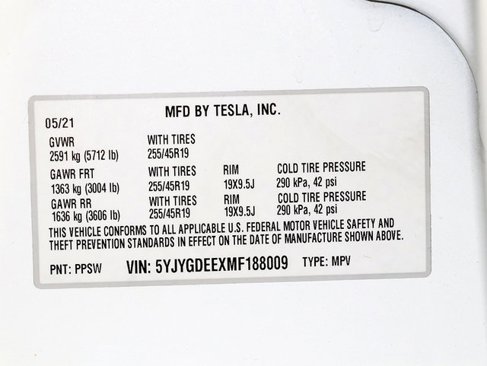 MFD BY TESLA, INC.
05/21
GVWR WITH TIRES
2591 kg (5712 lb) 255/45R19
GAWR FRT WITH TIRES RIM COLD TIRE PRESSURE
1363 kg (3004 lb) 255/45R19 19X9.5J 290 kPa, 42 psi
GAWR RR WITH TIRES RIM COLD TIRE PRESSURE
1636 kg (3606 lb) 255/45R19 19X9.5J 290 kPa, 42 psi
THIS VEHICLE CONFORMS TO ALL APPLICABLE U.S. FEDERAL MOTOR VEHICLE SAFETY AND
THEFT PREVENTION STANDARDS IN EFFECT ON THE DATE OF MANUFACTURE SHOWN ABOVE.
PNT: PPSW VIN: 5YJYGDEEXMF188009 TYPE: MPV